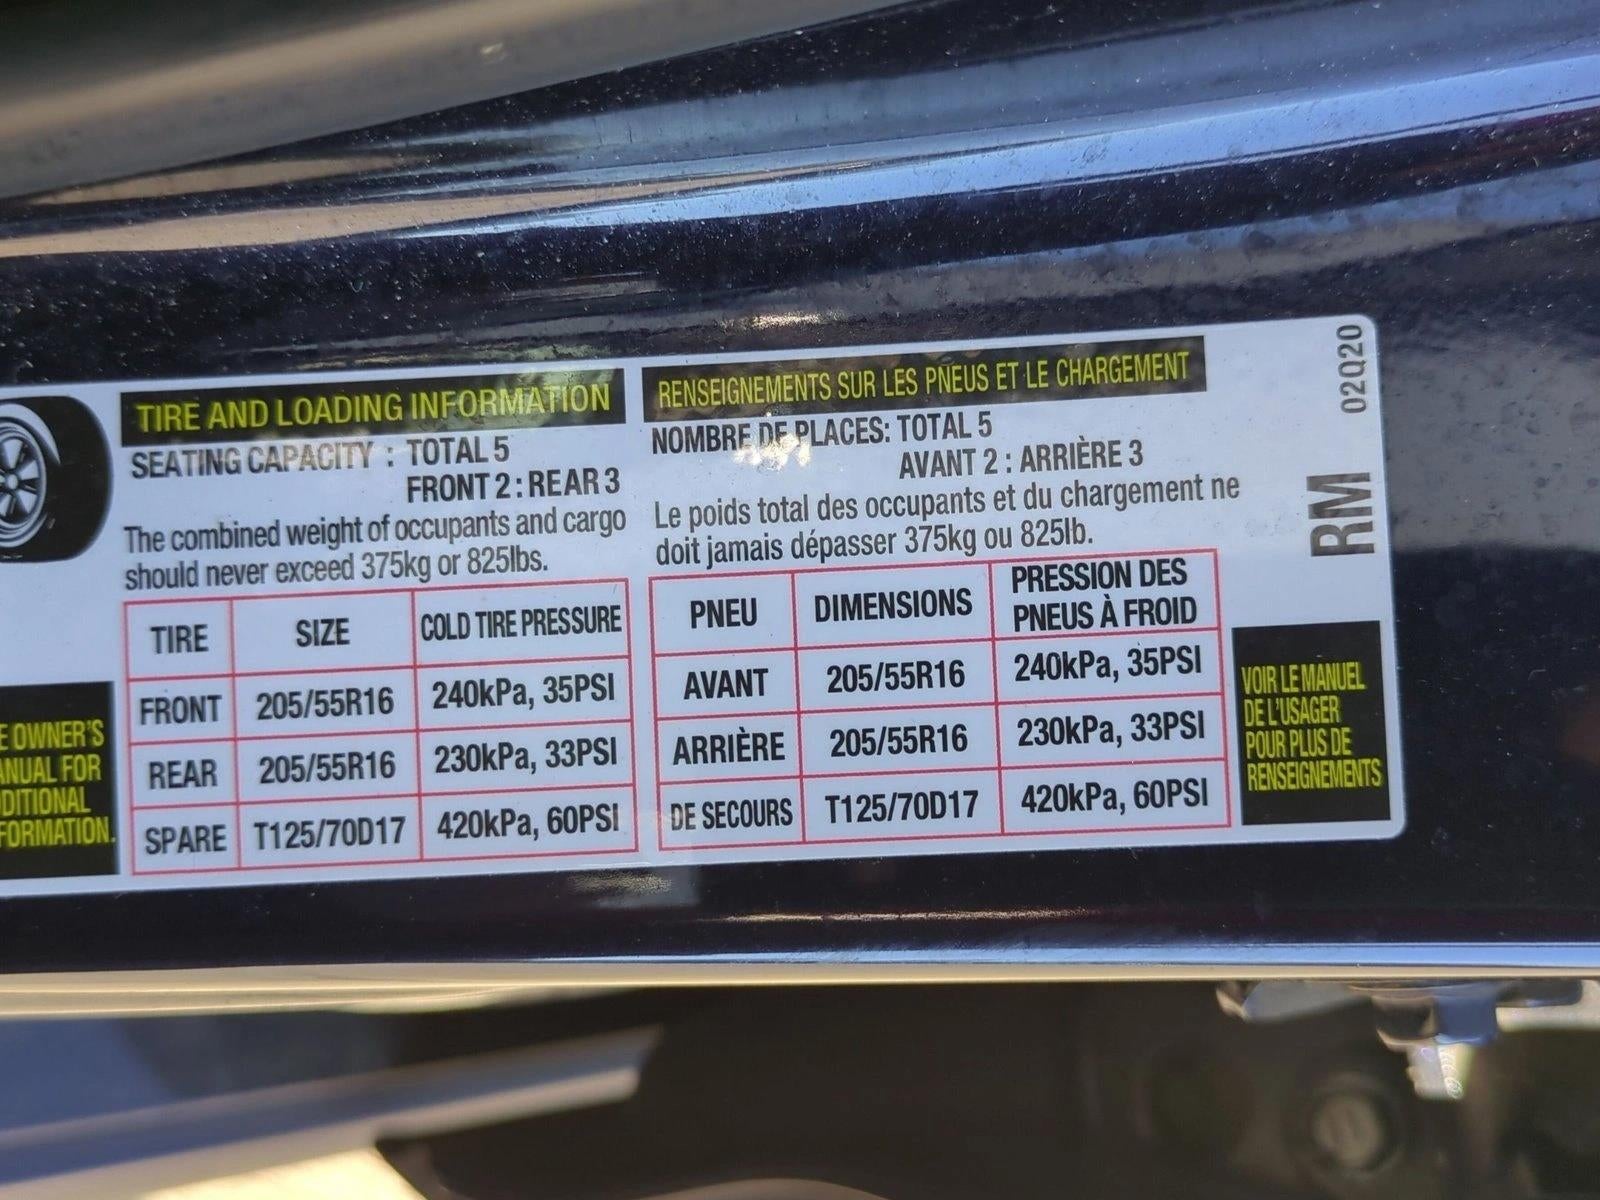 TIRE AND LOADING INFORMATION
SEATING CAPACITY : TOTAL 5
FRONT 2 : REAR 3
The combined weight of occupants and cargo
should never exceed 375kg or 825lbs.
TIRE SIZE COLD TIRE PRESSURE
FRONT 205/55R16 240kPa, 35PSI
REAR 205/55R16 230kPa, 33PSI
SPARE T125/70D17 420kPa, 60PSI
E OWNER'S
ANUAL FOR
DITIONAL
FORMATION.
RENSEIGNEMENTS SUR LES PNEUS ET LE CHARGEMENT
NOMBRE DE PLACES: TOTAL 5
AVANT 2 : ARRIÈRE 3
Le poids total des occupants et du chargement ne
doit jamais dépasser 375kg ou 825lb.
PNEU DIMENSIONS PRESSION DES
PNEUS À FROID
AVANT 205/55R16 240kPa, 35PSI
ARRIÈRE 205/55R16 230kPa, 33PSI
DE SECOURS T125/70D17 420kPa, 60PSI
VOIR LE MANUEL
DE L'USAGER
POUR PLUS DE
RENSEIGNEMENTS
RM
02Q20